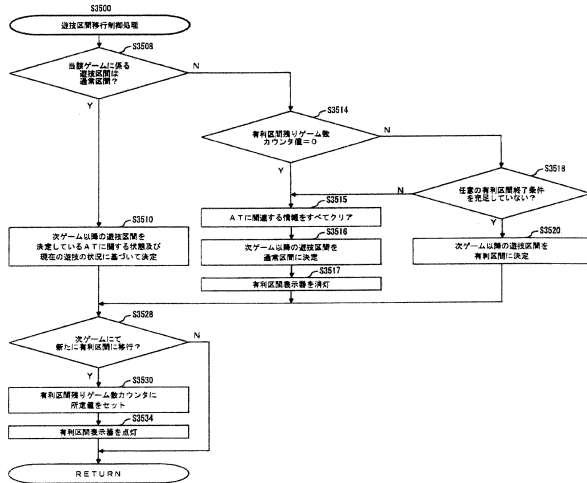 S3500
遊技区間移行制御処理
S3508
当該ゲームに係る
遊技区間は
通常区間?
N
Y
S3514
有利区間残りゲーム数
カウンタ値=0
N
Y
S3518
任意の有利区間終了条件
を充足していない?
N
Y
S3515
ATに関連する情報をすべてクリア
S3516
次ゲーム以降の遊技区間を
通常区間に決定
S3517
有利区間表示器を消灯
S3510
次ゲーム以降の遊技区間を
決定しているATに関する状態及び
現在の遊技の状況に基づいて決定
S3520
次ゲーム以降の遊技区間を
有利区間に決定
S3528
次ゲームにて
新たに有利区間に移行?
N
Y
S3530
有利区間残りゲーム数カウンタに
所定値をセット
S3534
有利区間表示器を点灯
RETURN